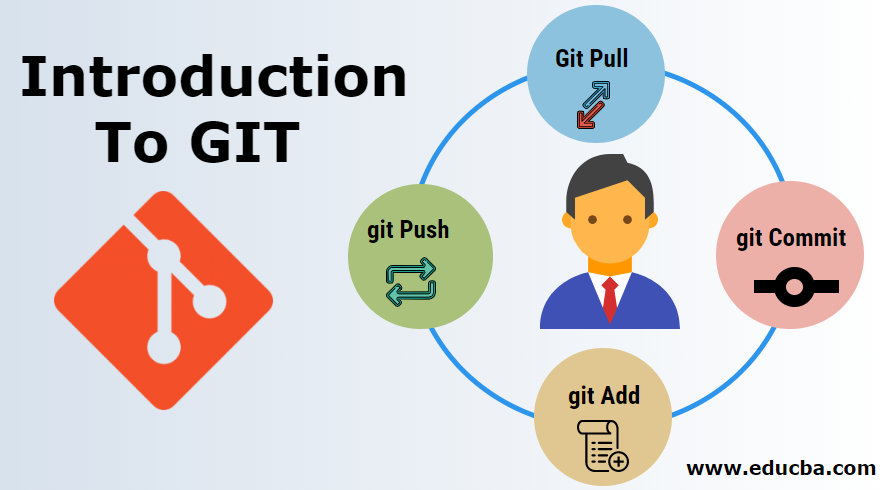 Introduction
To GIT
Git Pull
git Push
git Commit
git Add
www.educba.com